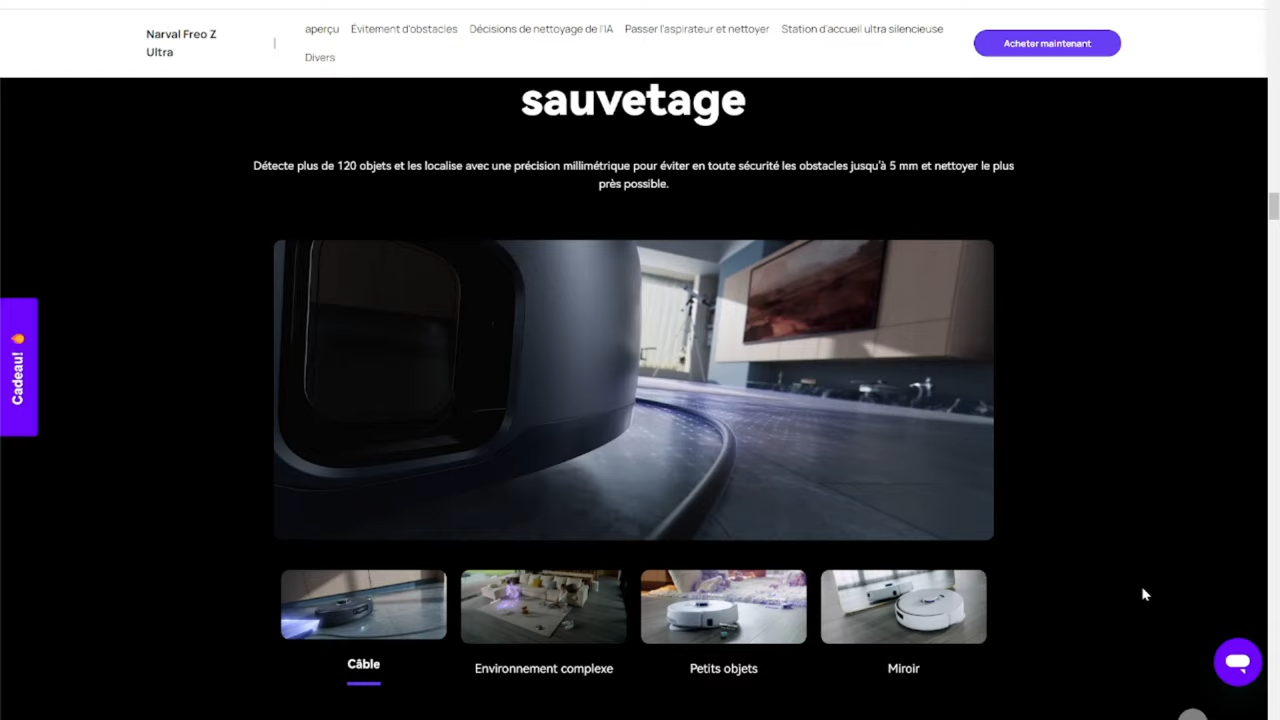 Narval Freo Z
Ultra
|
aperçu Évitement d'obstacles Décisions de nettoyage de l'IA Passer l'aspirateur et nettoyer Station d'accueil ultra silencieuse
Divers
Acheter maintenant
sauvetage
Détecte plus de 120 objets et les localise avec une précision millimétrique pour éviter en toute sécurité les obstacles jusqu'à 5 mm et nettoyer le plus
près possible.
Cadeau!
Câble
Environnement complexe
Petits objets
Miroir